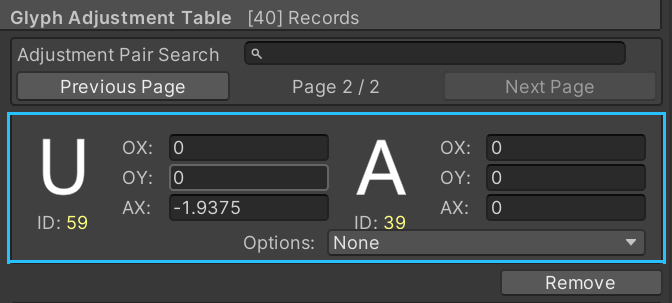 Glyph Adjustment Table [40] Records
Adjustment Pair Search
Previous Page Page 2 / 2 Next Page
U OX: 0 A OX: 0
OY: 0 OY: 0
AX: -1.9375 AX: 0
ID: 59 ID: 39
Options: None
Remove